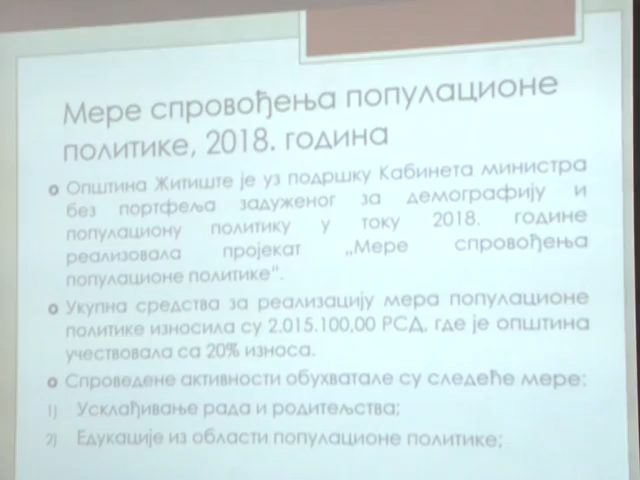 Мере спровођења популационе
политике, 2018. година
Општина Житиште је уз подршку Кабинета министра
без портфеља задуженог за демографију и
популациону политику у току 2018. године
реализовала пројекат „Мере спровођења
популационе политике“.
Укупна средства за реализацију мера популационе
политике износила су 2.015.100,00 РСД, где је општина
учествовала са 20% износа.
Спроведене активности обухватале су следеће мере:
1) Усклађивање рада и родитељства;
2) Едукације из области популационе политике;